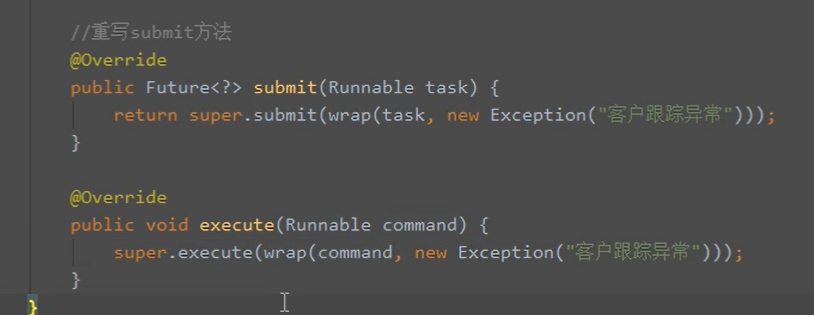 //重写submit方法
@Override
public Future<?> submit(Runnable task) {
return super.submit(wrap(task, new Exception("客户跟踪异常")));
}
@Override
public void execute(Runnable command) {
super.execute(wrap(command, new Exception("客户跟踪异常")));
}
}